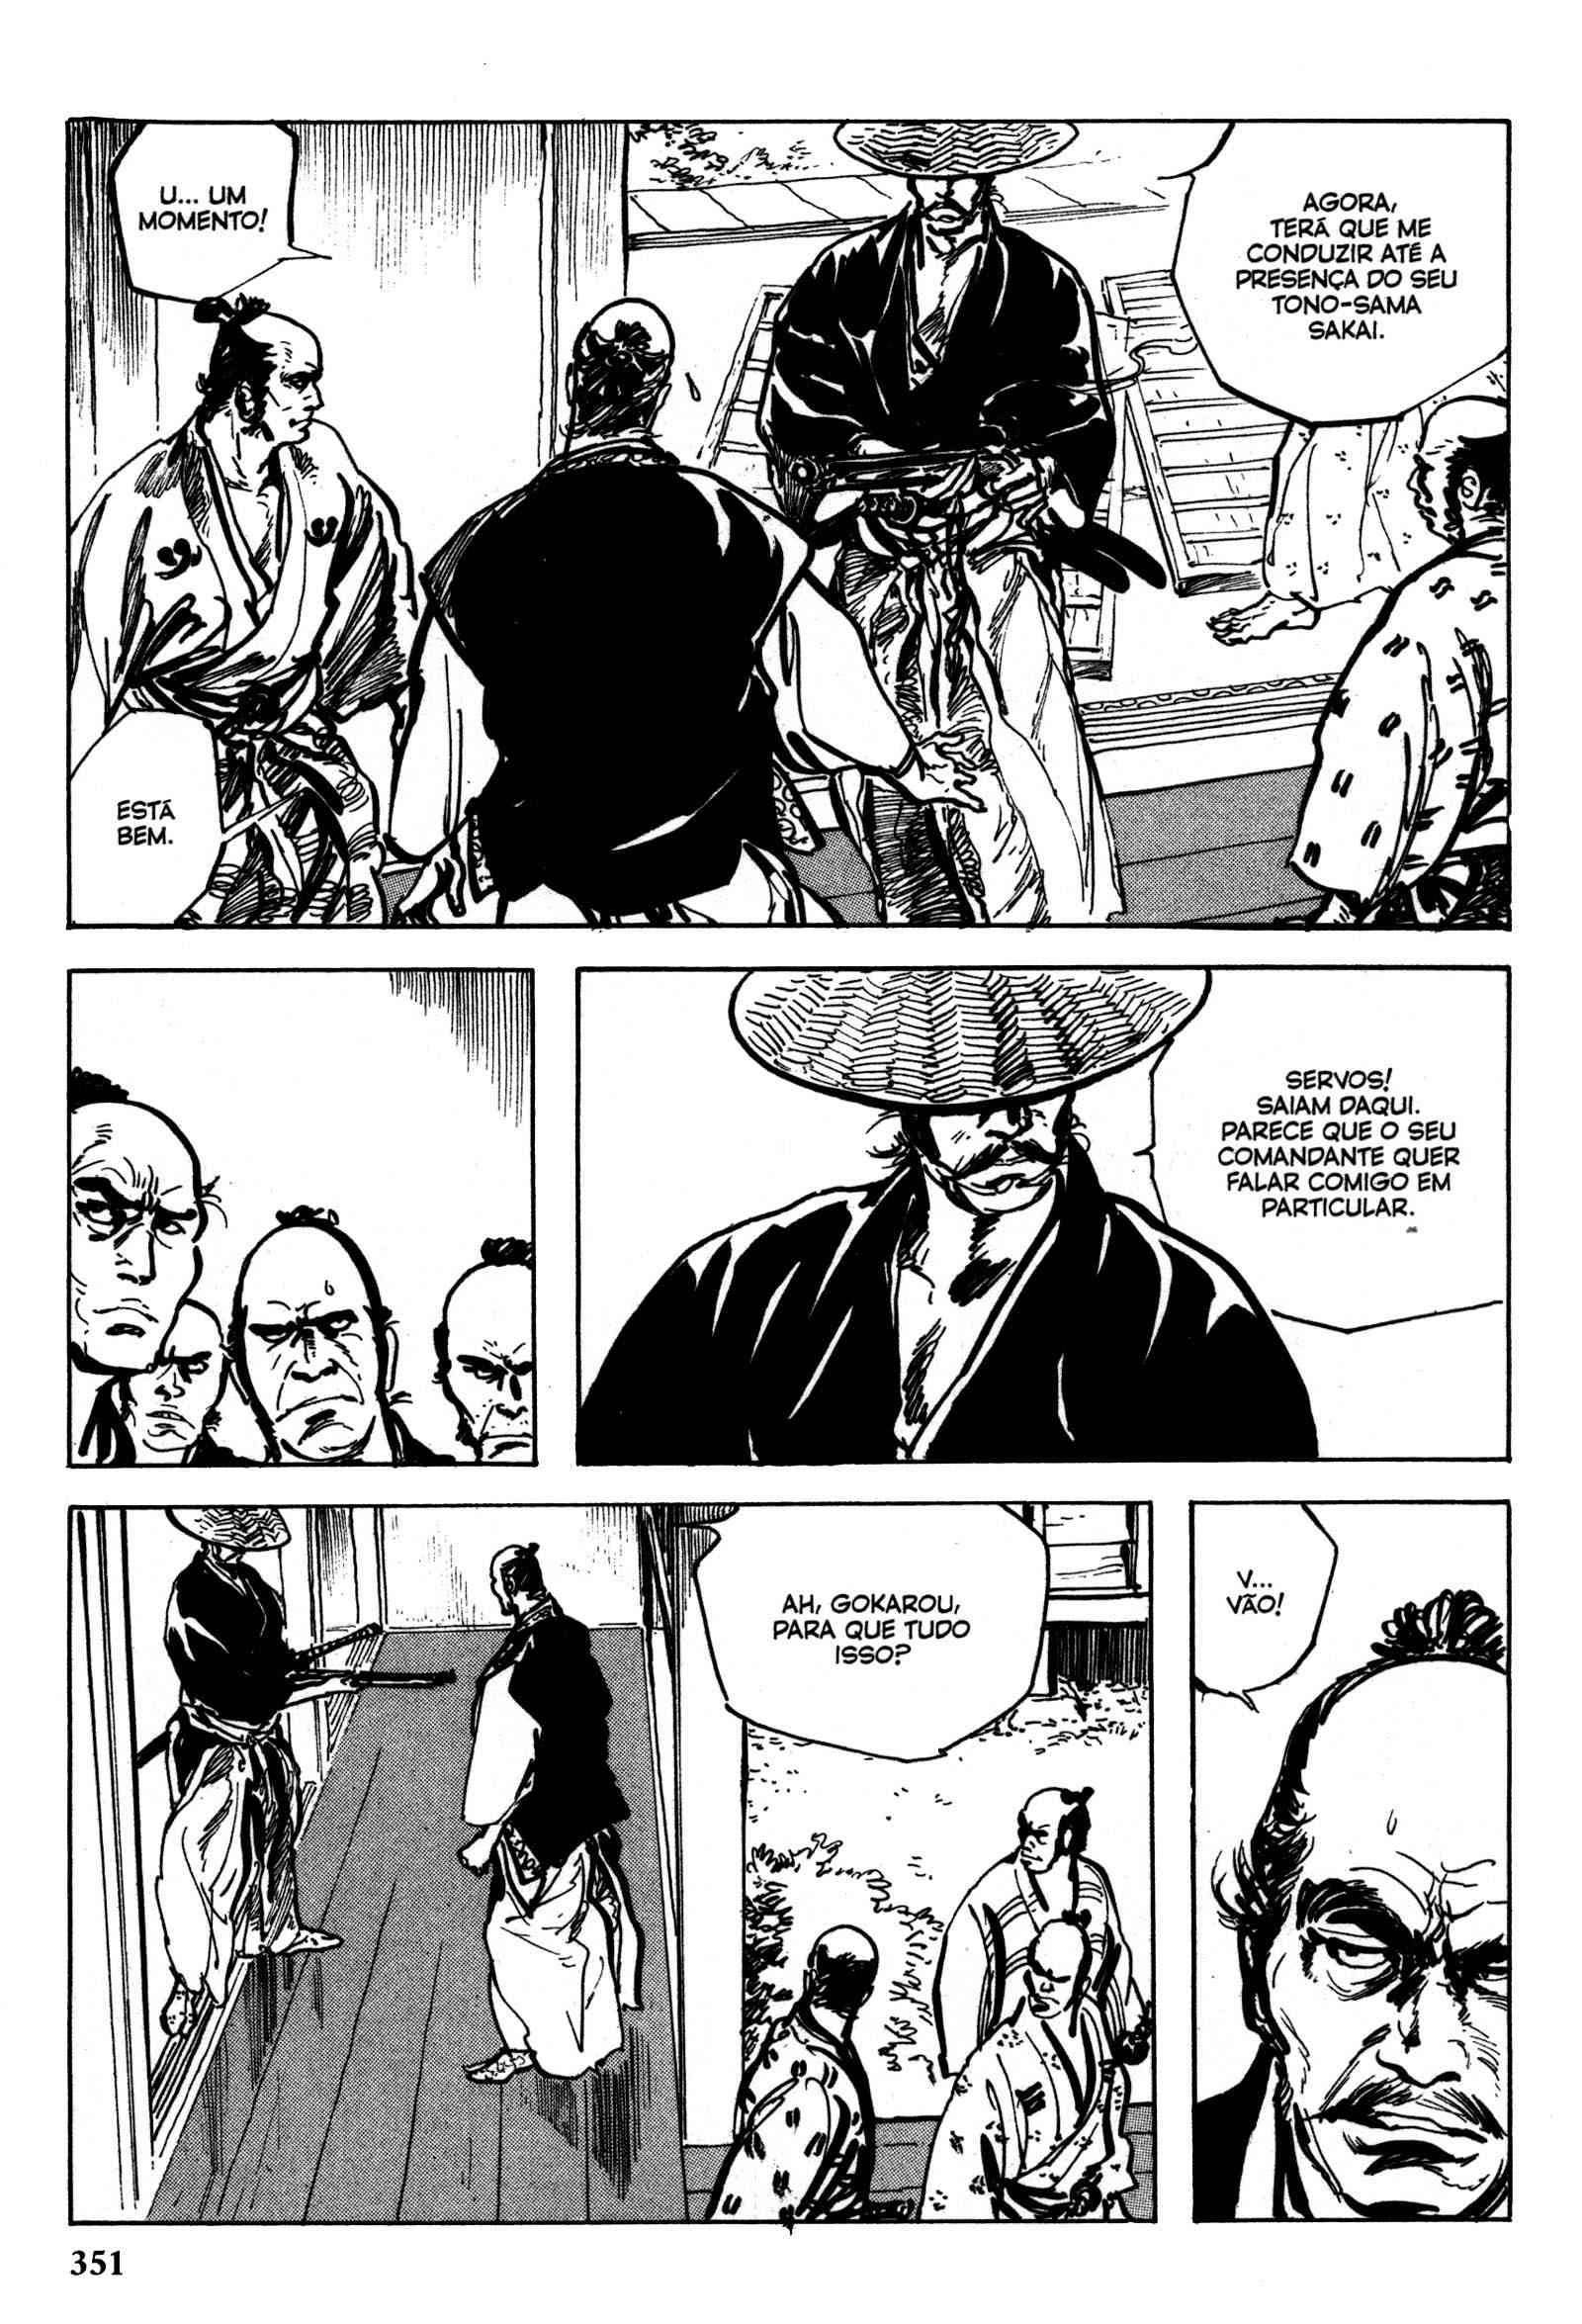 AGORA,
TERÁ QUE ME
CONDUZIR ATÉ A
PRESENÇA DO SEU
TONO-SAMA
SAKAI.
U... UM
MOMENTO!
ESTÁ
BEM.
SERVOS!
SAIAM DAQUI.
PARECE QUE O SEU
COMANDANTE QUER
FALAR COMIGO EM
PARTICULAR.
V...
VÃO!
AH, GOKAROU,
PARA QUE TUDO
ISSO?
351